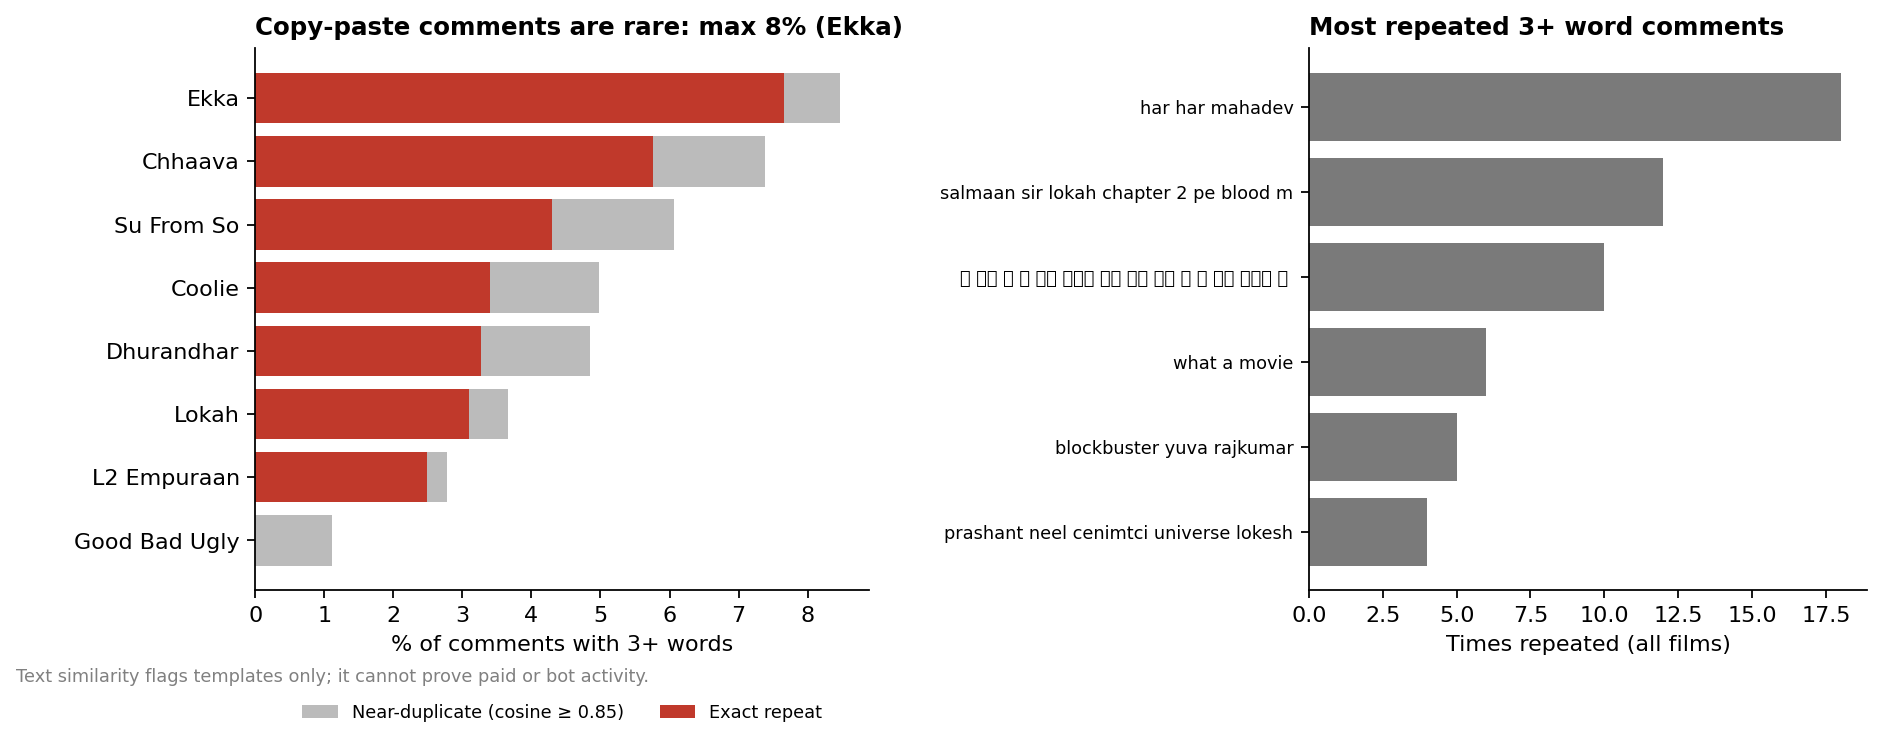 Copy-paste comments are rare: max 8% (Ekka)
Ekka
Chhaava
Su From So
Coolie
Dhurandhar
Lokah
L2 Empuraan
Good Bad Ugly
0 1 2 3 4 5 6 7 8
% of comments with 3+ words
Text similarity flags templates only; it cannot prove paid or bot activity.
Near-duplicate (cosine ≥ 0.85)
Exact repeat
Most repeated 3+ word comments
har har mahadev
salmaan sir lokah chapter 2 pe blood m
what a movie
blockbuster yuva rajkumar
prashant neel cenimtci universe lokesh
0.0 2.5 5.0 7.5 10.0 12.5 15.0 17.5
Times repeated (all films)